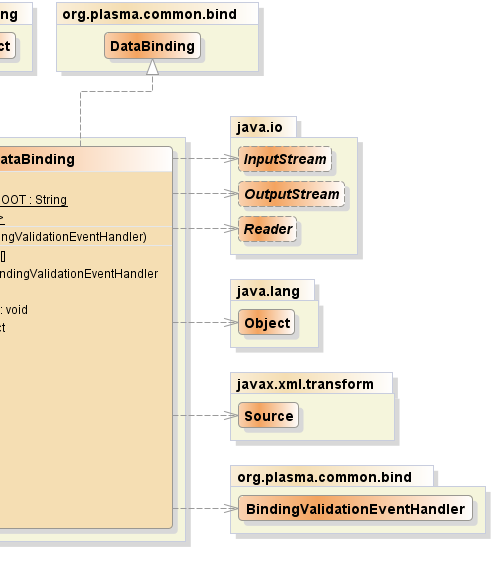 ng
org.plasma.common.bind
ct
DataBinding
java.io
ataBinding
InputStream
OOT : String
OutputStream
>
Reader
ngValidationEventHandler)
[]
ndingValidationEventHandler
java.lang
: void
Object
ct
javax.xml.transform
Source
org.plasma.common.bind
BindingValidationEventHandler